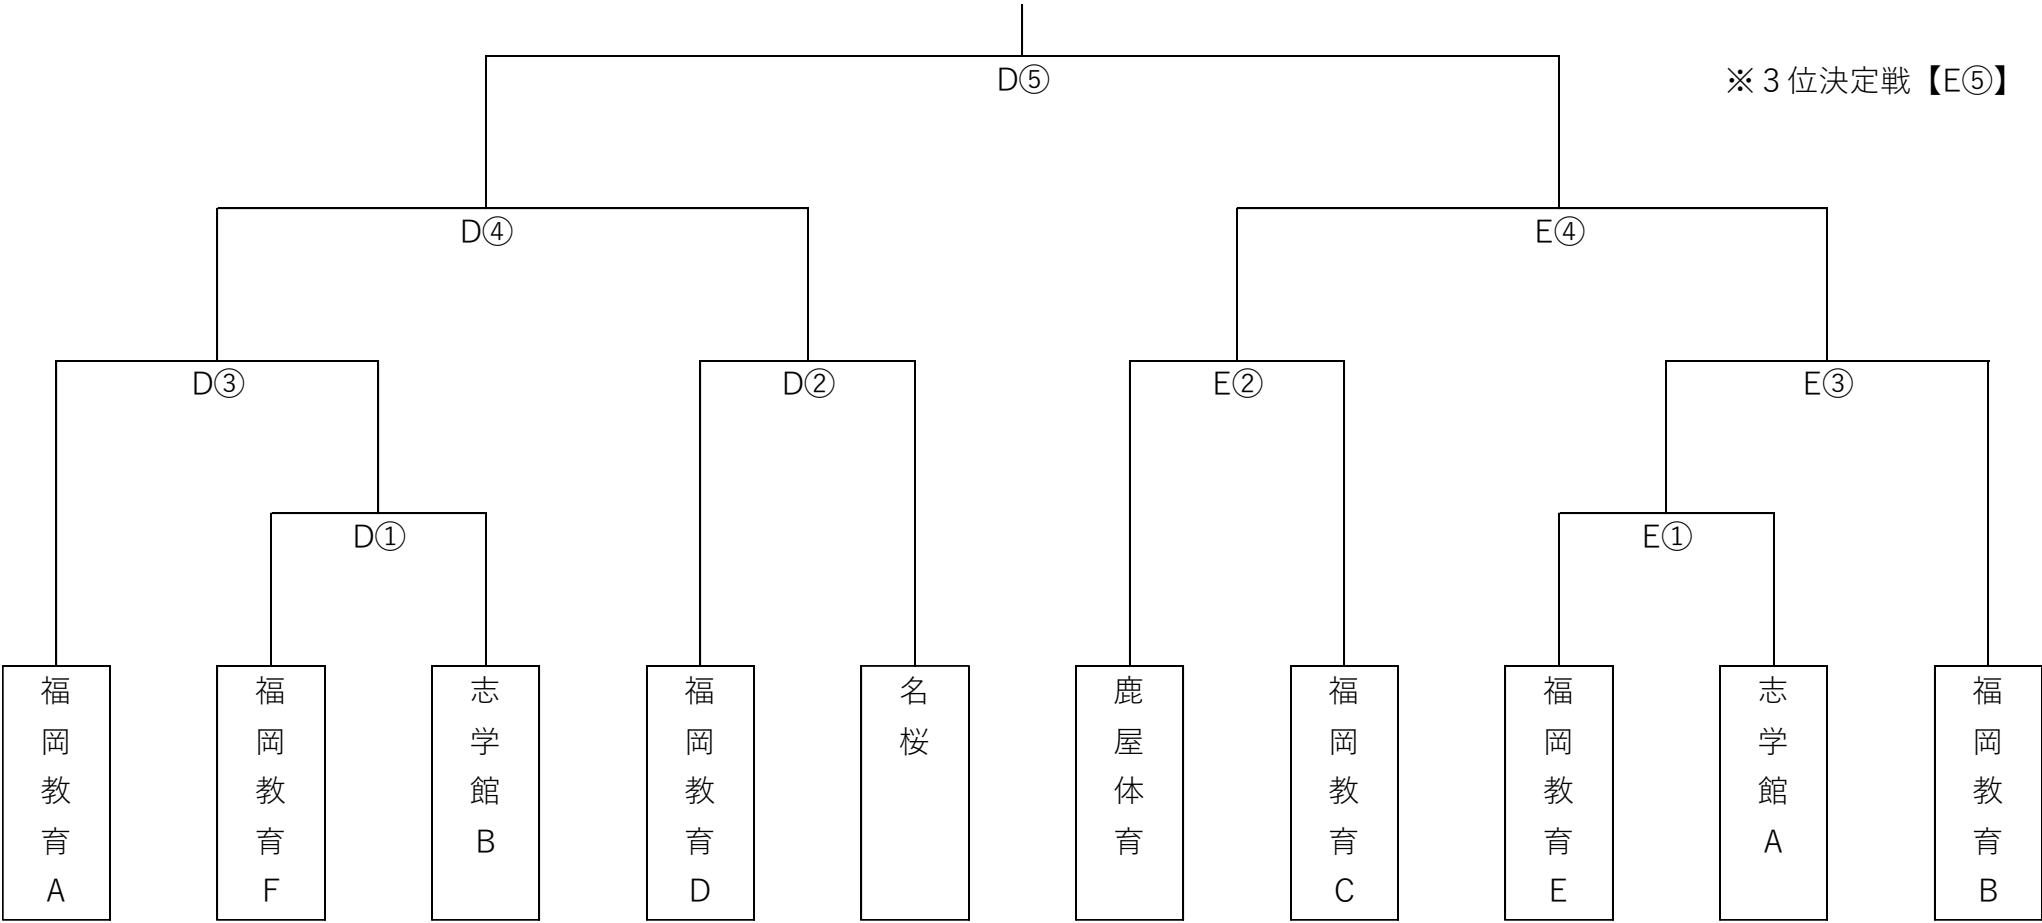 D⑤
※３位決定戦【E⑤】
D④
E④
D③
D②
E②
E③
D①
E①
福岡教育A
福岡教育F
志学館B
福岡教育D
名桜
鹿屋体育
福岡教育C
福岡教育E
志学館A
福岡教育B